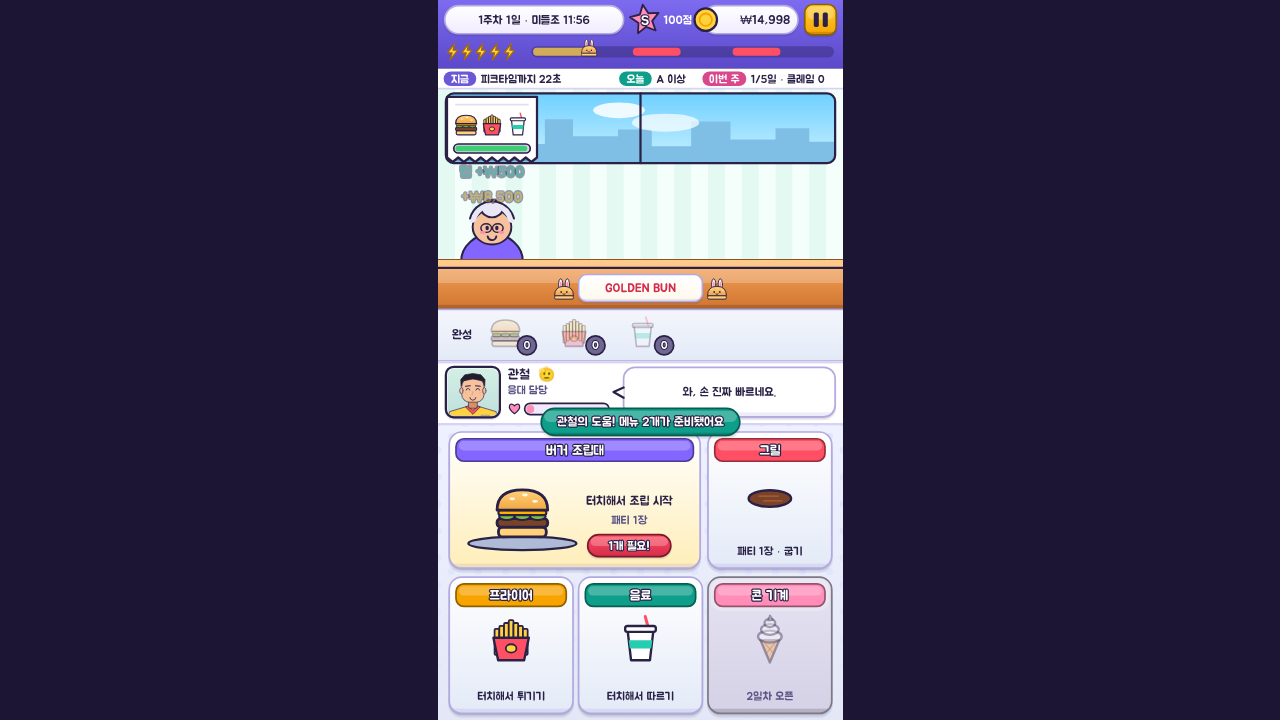 1주차 1일 · 미들조 11:56
S 100점
₩14,998
지금 피크타임까지 22초
오늘 A 이상
이번 주 1/5일 · 클레임 0
팁 +₩500
+₩8,500
GOLDEN BUN
완성 0 0 0
관철
응대 담당
와, 손 진짜 빠르네요.
관철의 도움! 메뉴 2개가 준비됐어요
버거 조립대
터치해서 조립 시작
패티 1장
1개 필요!
그릴
패티 1장 · 굽기
프라이어
터치해서 튀기기
음료
터치해서 따르기
콘 기계
2일차 오픈